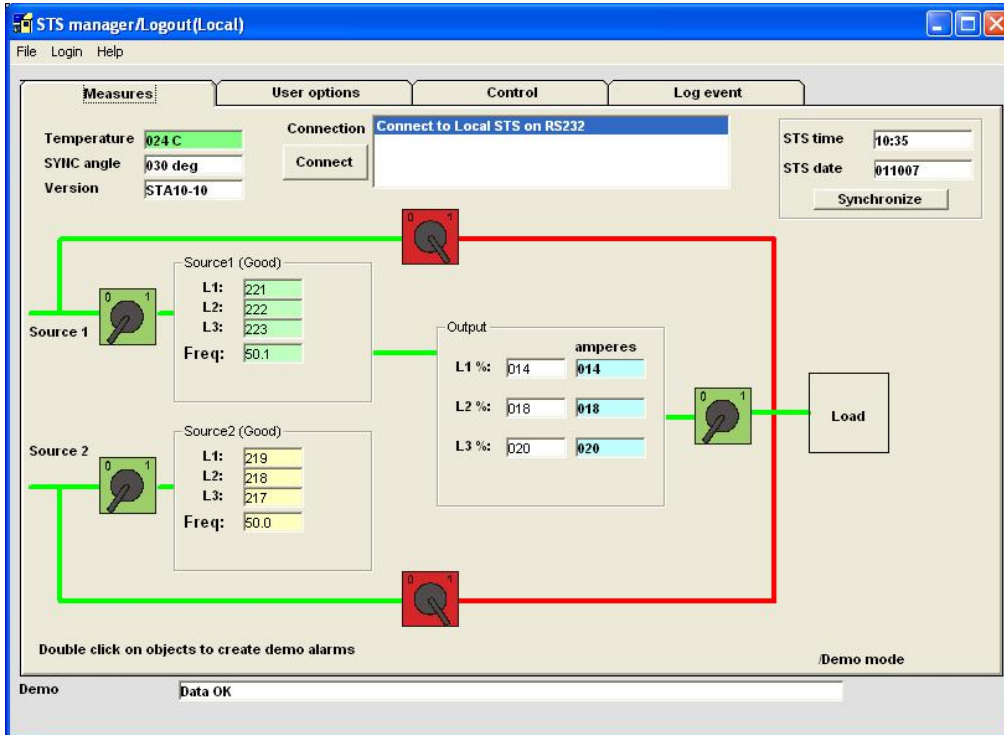 STS manager/Logout(Local)
File Login Help
Measures User options Control Log event
Temperature 024 C
SYNC angle 030 deg
Version STA10-10
Connection Connect to Local STS on RS232
Connect
STS time 10:35
STS date 011007
Synchronize
0 1
Source1 (Good)
L1: 221
L2: 222
L3: 223
Freq: 50.1
0 1
Source 1
Output
amperes
L1 %: 014 014
L2 %: 018 018
L3 %: 020 020
0 1
Load
Source2 (Good)
L1: 219
L2: 218
L3: 217
Freq: 50.0
Source 2
0 1
0 1
Double click on objects to create demo alarms
/Demo mode
Demo Data OK